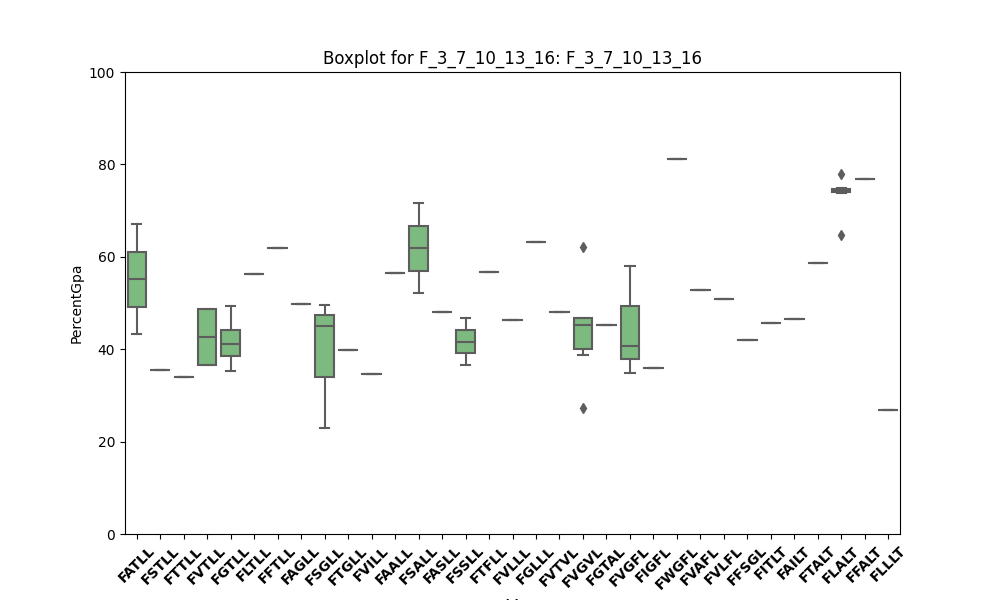 Boxplot for F_3_7_10_13_16: F_3_7_10_13_16
PercentGpa
100
80
60
40
20
0
FATLL
FSTLL
FTTLL
FVTLL
FGTLL
FLTLL
FFTLL
FAGLL
FSGLL
FTGLL
FVILL
FAALL
FSALL
FASLL
FSSLL
FTFLL
FVLLL
FGLLL
FVTVL
FVGVL
FGTAL
FVGFL
FIGFL
FWGFL
FVAFL
FVLFL
FFSGL
FITLT
FAILT
FTALT
FLALT
FFALT
FLLLT